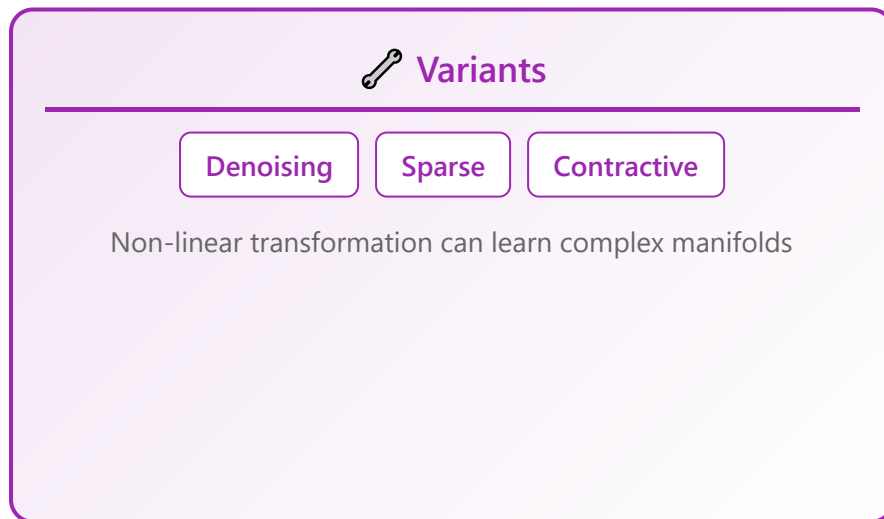 Variants
Denoising Sparse Contractive
Non-linear transformation can learn complex manifolds